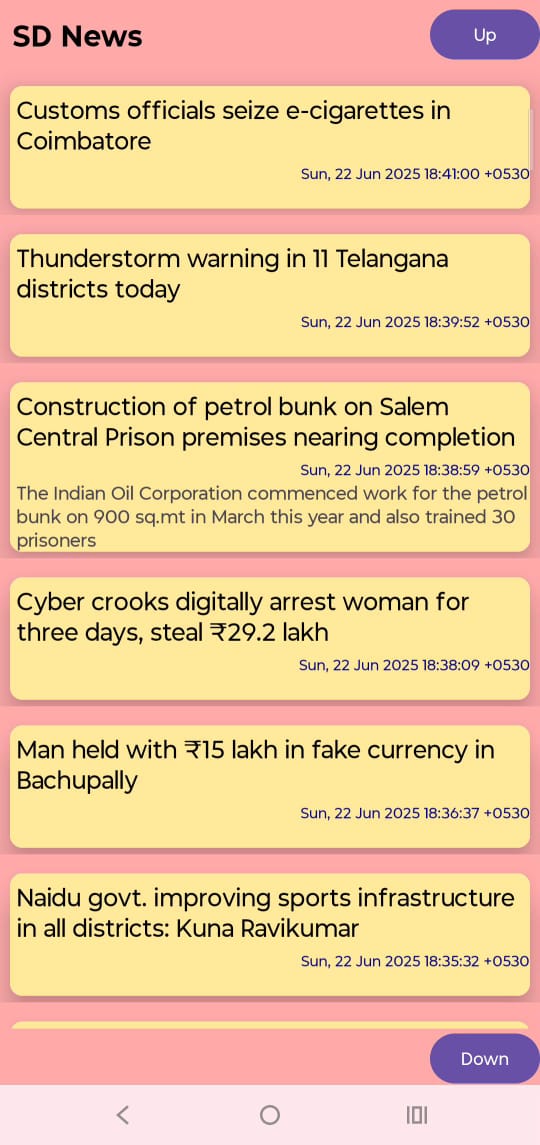 SD News
Up
Customs officials seize e-cigarettes in
Coimbatore
Sun, 22 Jun 2025 18:41:00 +0530
Thunderstorm warning in 11 Telangana
districts today
Sun, 22 Jun 2025 18:39:52 +0530
Construction of petrol bunk on Salem
Central Prison premises nearing completion
Sun, 22 Jun 2025 18:38:59 +0530
The Indian Oil Corporation commenced work for the petrol
bunk on 900 sq.mt in March this year and also trained 30
prisoners
Cyber crooks digitally arrest woman for
three days, steal ₹29.2 lakh
Sun, 22 Jun 2025 18:38:09 +0530
Man held with ₹15 lakh in fake currency in
Bachupally
Sun, 22 Jun 2025 18:36:37 +0530
Naidu govt. improving sports infrastructure
in all districts: Kuna Ravikumar
Sun, 22 Jun 2025 18:35:32 +0530
Down